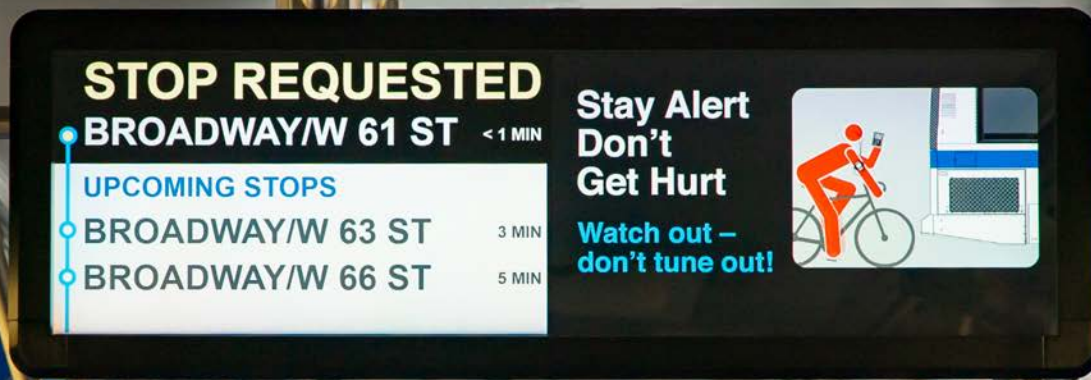 STOP REQUESTED
BROADWAY/W 61 ST < 1 MIN
UPCOMING STOPS
BROADWAY/W 63 ST 3 MIN
BROADWAY/W 66 ST 5 MIN
Stay Alert
Don't
Get Hurt
Watch out –
don't tune out!